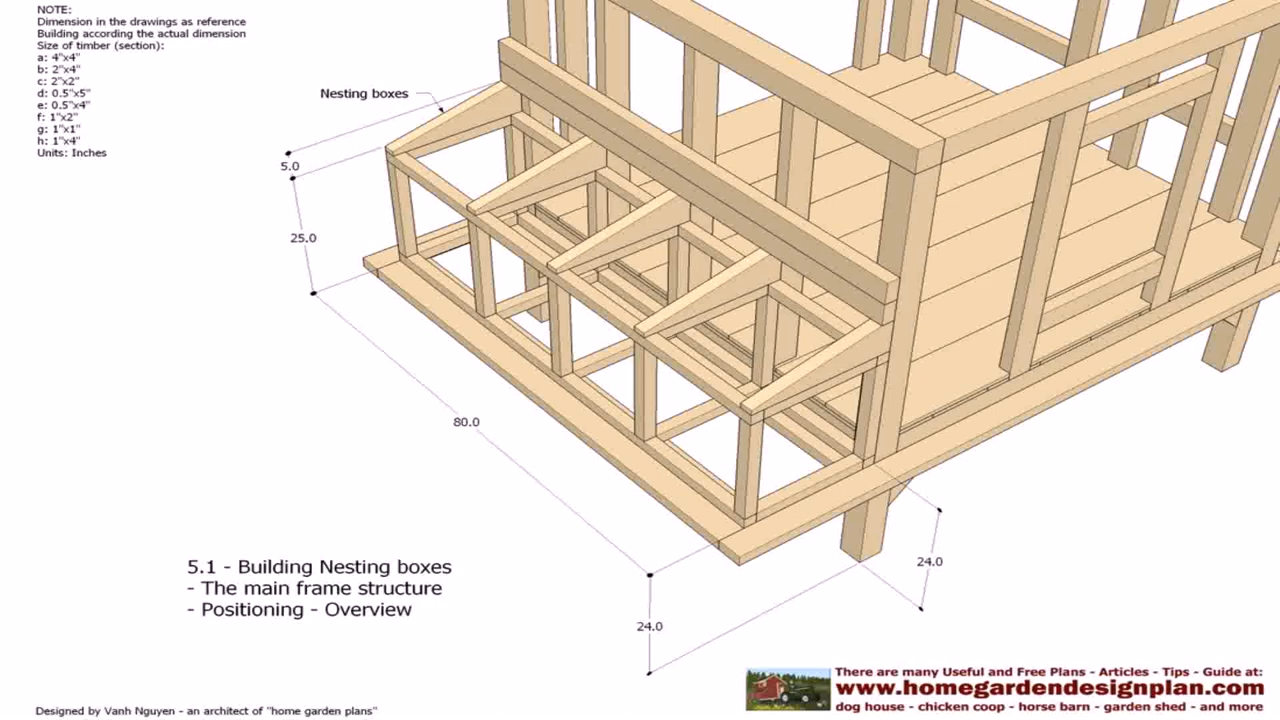 NOTE:
Dimension in the drawings as reference
Building according the actual dimension
Size of timber (section):
a: 4"x4"
b: 2"x4"
c: 2"x2"
d: 0.5"x5"
e: 0.5"x4"
f: 1"x2"
g: 1"x1"
h: 1"x4"
Units: Inches
Nesting boxes
5.0
25.0
80.0
24.0
24.0
5.1 - Building Nesting boxes
- The main frame structure
- Positioning - Overview
There are many Useful and Free Plans - Articles - Tips - Guide at:
www.homegardendesignplan.com
dog house - chicken coop - horse barn - garden shed - and more
Designed by Vanh Nguyen - an architect of "home garden plans"